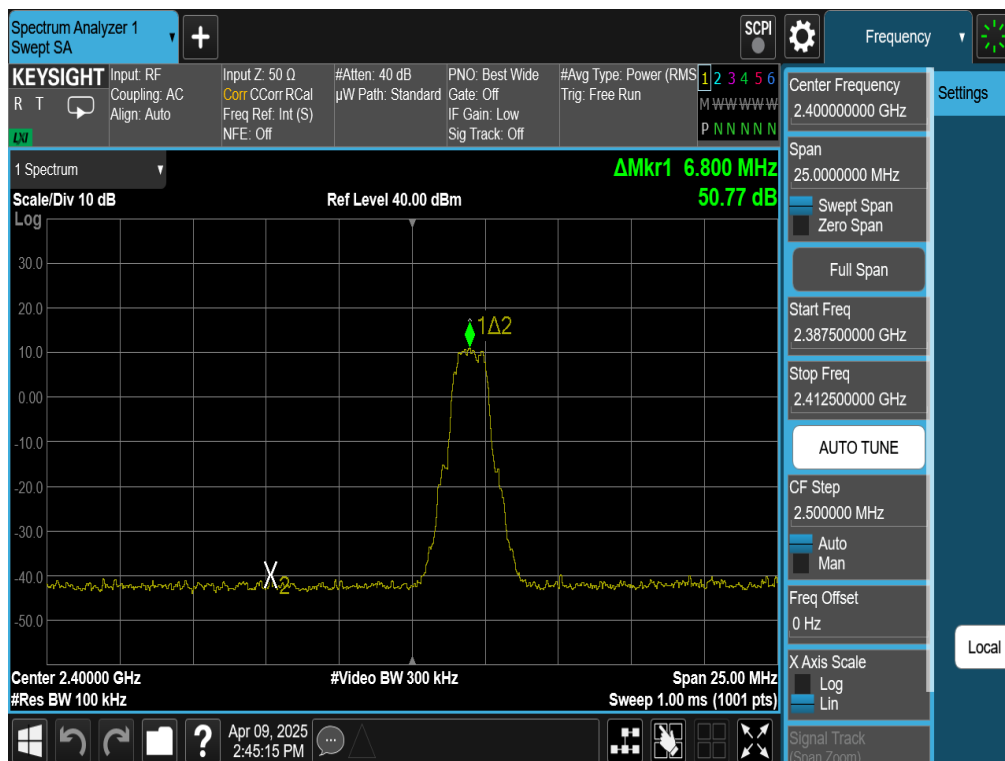 Spectrum Analyzer 1
Swept SA
+
SCPI
Frequency
KEYSIGHT
R T
LXI
Input: RF
Coupling: AC
Align: Auto
Input Z: 50 Ω
Corr CCorr RCal
Freq Ref: Int (S)
NFE: Off
#Atten: 40 dB
µW Path: Standard
PNO: Best Wide
Gate: Off
IF Gain: Low
Sig Track: Off
#Avg Type: Power (RMS
Trig: Free Run
1 2 3 4 5 6
M W W W W W
P N N N N N
1 Spectrum
ΔMkr1 6.800 MHz
50.77 dB
Scale/Div 10 dB
Ref Level 40.00 dBm
Log
30.0
20.0
10.0
0.00
-10.0
-20.0
-30.0
-40.0
-50.0
1Δ2
X2
Center 2.40000 GHz
#Video BW 300 kHz
Span 25.00 MHz
#Res BW 100 kHz
Sweep 1.00 ms (1001 pts)
Center Frequency
2.400000000 GHz
Span
25.0000000 MHz
Swept Span
Zero Span
Full Span
Start Freq
2.387500000 GHz
Stop Freq
2.412500000 GHz
AUTO TUNE
CF Step
2.500000 MHz
Auto
Man
Freq Offset
0 Hz
X Axis Scale
Log
Lin
Signal Track
(Span Zoom)
Settings
Local
?
Apr 09, 2025
2:45:15 PM